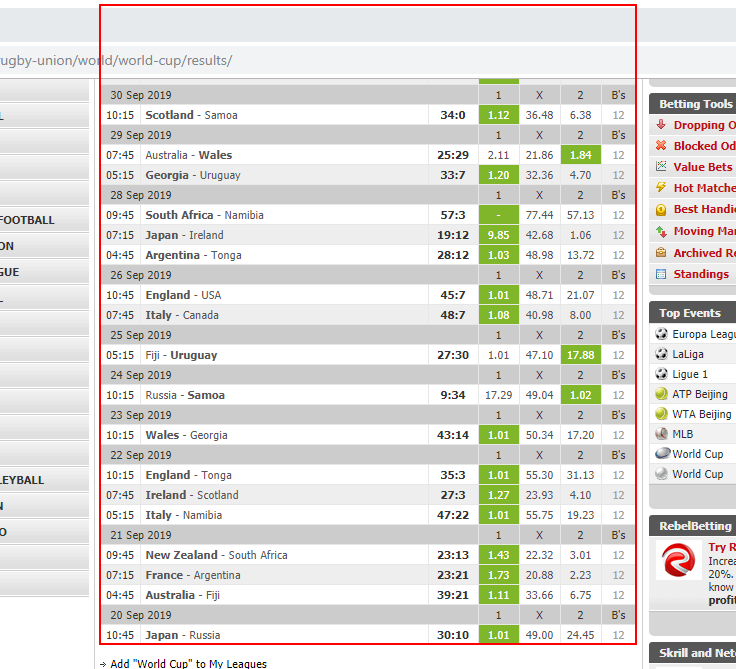 rugby-union/world/world-cup/results/
30 Sep 2019 1 X 2 B's
10:15 Scotland - Samoa 34:0 1.12 36.48 6.38 12
29 Sep 2019 1 X 2 B's
07:45 Australia - Wales 25:29 2.11 21.86 1.84 12
05:15 Georgia - Uruguay 33:7 1.20 32.36 4.70 12
28 Sep 2019 1 X 2 B's
09:45 South Africa - Namibia 57:3 - 77.44 57.13 12
07:15 Japan - Ireland 19:12 9.85 42.68 1.06 12
04:45 Argentina - Tonga 28:12 1.03 48.98 13.72 12
26 Sep 2019 1 X 2 B's
10:45 England - USA 45:7 1.01 48.71 21.07 12
07:45 Italy - Canada 48:7 1.08 40.98 8.00 12
25 Sep 2019 1 X 2 B's
05:15 Fiji - Uruguay 27:30 1.01 47.10 17.88 12
24 Sep 2019 1 X 2 B's
10:15 Russia - Samoa 9:34 17.29 49.04 1.02 12
23 Sep 2019 1 X 2 B's
10:15 Wales - Georgia 43:14 1.01 50.34 17.20 12
22 Sep 2019 1 X 2 B's
10:15 England - Tonga 35:3 1.01 55.30 31.13 12
07:45 Ireland - Scotland 27:3 1.27 23.93 4.10 12
05:15 Italy - Namibia 47:22 1.01 55.75 19.23 12
21 Sep 2019 1 X 2 B's
09:45 New Zealand - South Africa 23:13 1.43 22.32 3.01 12
07:15 France - Argentina 23:21 1.73 20.88 2.23 12
04:45 Australia - Fiji 39:21 1.11 33.66 6.75 12
20 Sep 2019 1 X 2 B's
10:45 Japan - Russia 30:10 1.01 49.00 24.45 12
Add "World Cup" to My Leagues
FOOTBALL
ON
GUE
LEYBALL
N
O
Betting Tools
Dropping O
Blocked Od
Value Bets
Hot Matche
Best Handi
Moving Mar
Archived Re
Standings
Top Events
Europa Leagu
LaLiga
Ligue 1
ATP Beijing
WTA Beijing
MLB
World Cup
World Cup
RebelBetting
Try R
Increa
20%.
know
profit
Skrill and Net